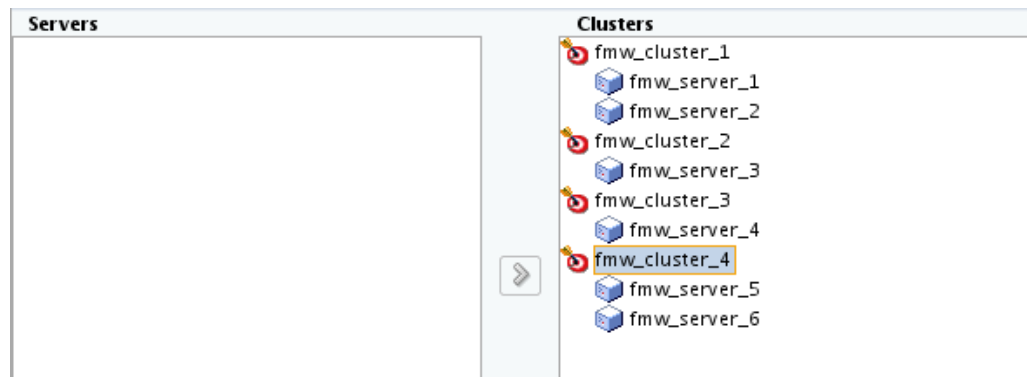 Servers
Clusters
fmw_cluster_1
fmw_server_1
fmw_server_2
fmw_cluster_2
fmw_server_3
fmw_cluster_3
fmw_server_4
fmw_cluster_4
fmw_server_5
fmw_server_6